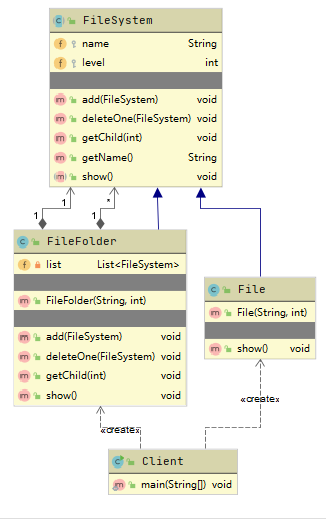 FileSystem
name String
level int
add(FileSystem) void
deleteOne(FileSystem) void
getChild(int) void
getName() String
show() void
1
*
1
1
FileFolder
list List<FileSystem>
FileFolder(String, int)
add(FileSystem) void
deleteOne(FileSystem) void
getChild(int) void
show() void
File
File(String, int)
show() void
«create»
«create»
Client
main(String[]) void